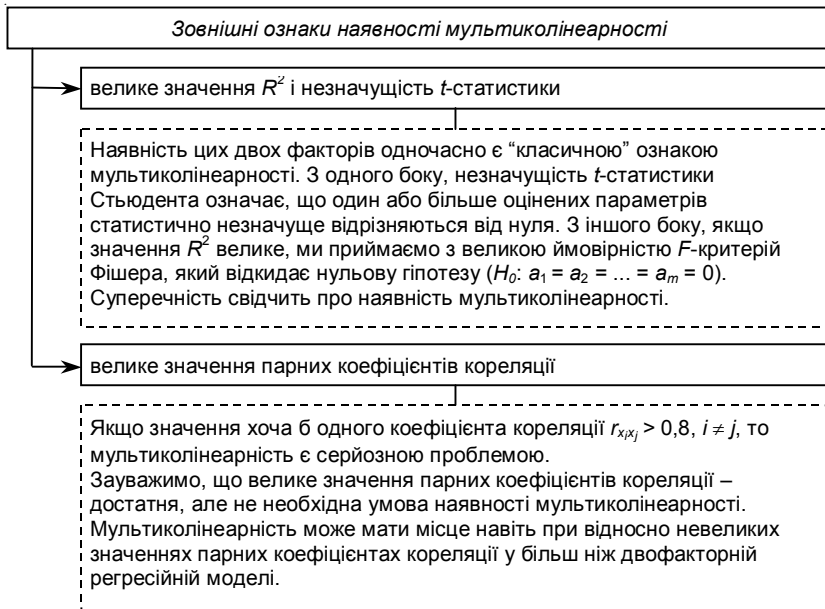 Зовнішні ознаки наявності мультиколінеарності
велике значення R² і незначущість t-статистики
Наявність цих двох факторів одночасно є “класичною” ознакою
мультиколінеарності. З одного боку, незначущість t-статистики
Стьюдента означає, що один або більше оцінених параметрів
статистично незначуще відрізняються від нуля. З іншого боку, якщо
значення R² велике, ми приймаємо з великою ймовірністю F-критерій
Фішера, який відкидає нульову гіпотезу (H₀: a₁ = a₂ = ... = aₘ = 0).
Суперечність свідчить про наявність мультиколінеарності.
велике значення парних коефіцієнтів кореляції
Якщо значення хоча б одного коефіцієнта кореляції r_{x_i x_j} > 0,8, i ≠ j, то
мультиколінеарність є серйозною проблемою.
Зауважимо, що велике значення парних коефіцієнтів кореляції –
достатня, але не необхідна умова наявності мультиколінеарності.
Мультиколінеарність може мати місце навіть при відносно невеликих
значеннях парних коефіцієнтах кореляції у більш ніж двофакторній
регресійній моделі.